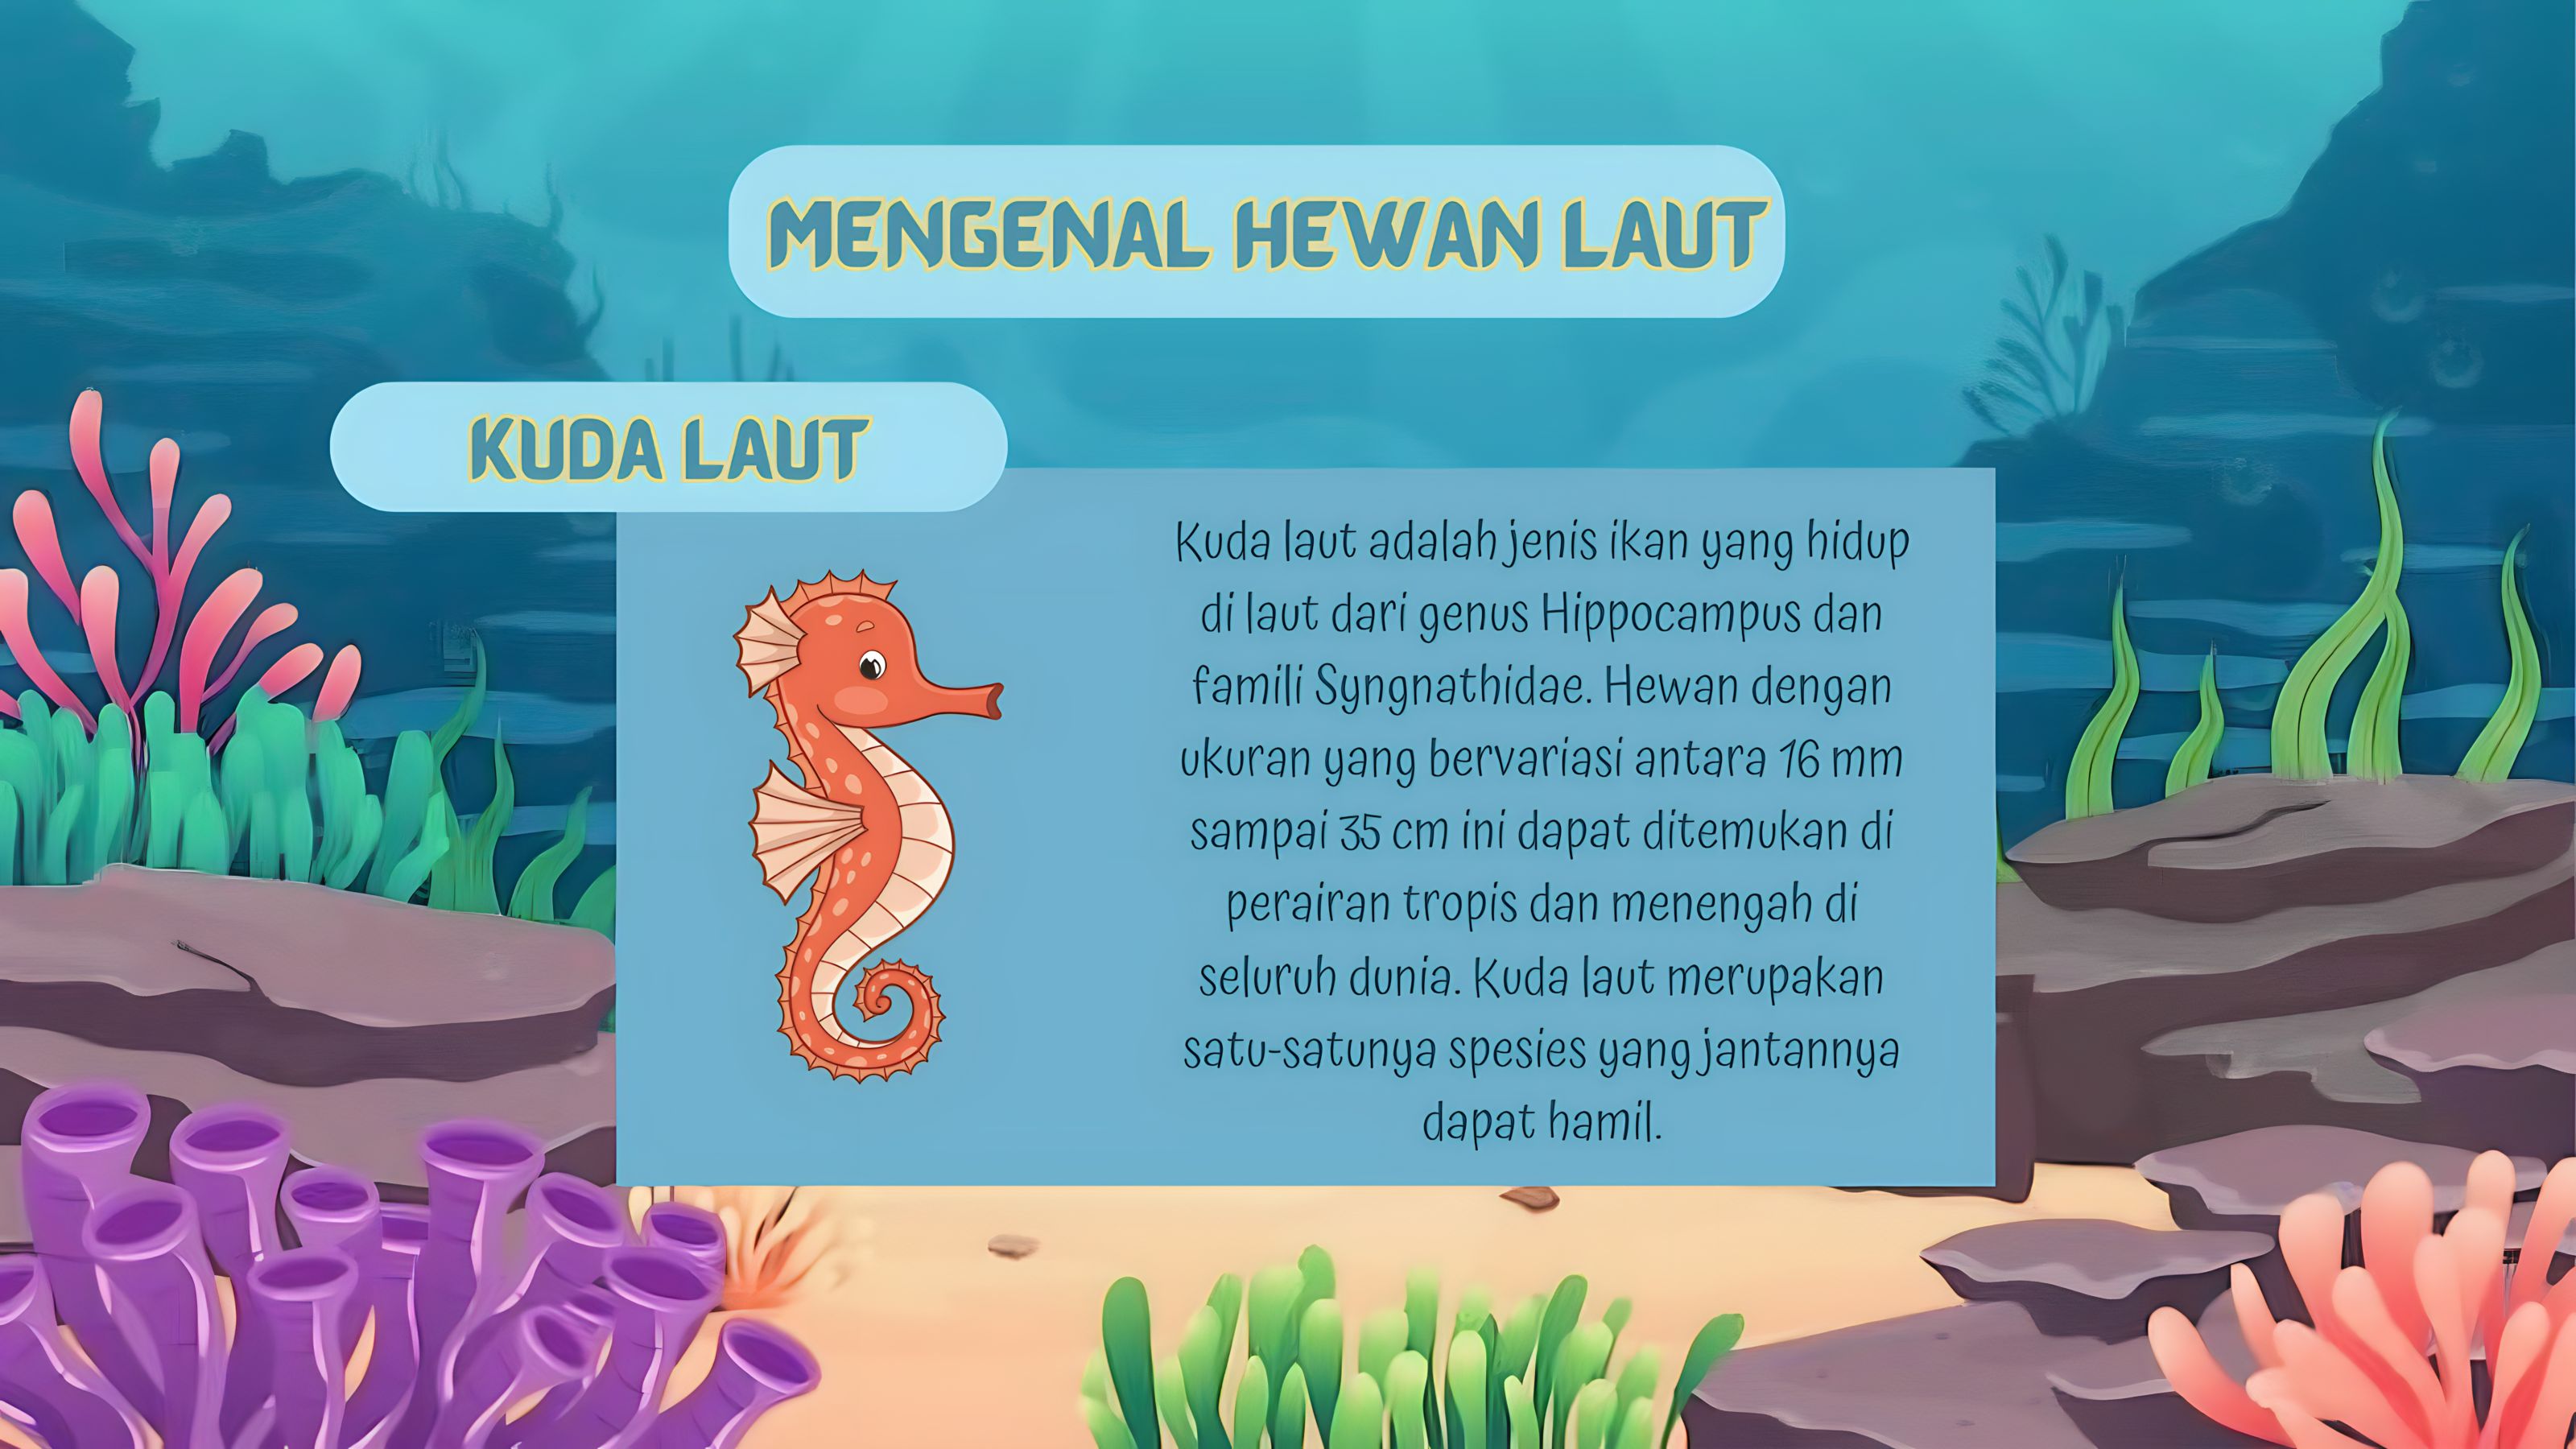 MENGENAL HEWAN LAUT
KUDA LAUT
Kuda laut adalah jenis ikan yang hidup
di laut dari genus Hippocampus dan
famili Syngnathidae. Hewan dengan
ukuran yang bervariasi antara 16 mm
sampai 35 cm ini dapat ditemukan di
perairan tropis dan menengah di
seluruh dunia. Kuda laut merupakan
satu-satunya spesies yang jantannya
dapat hamil.